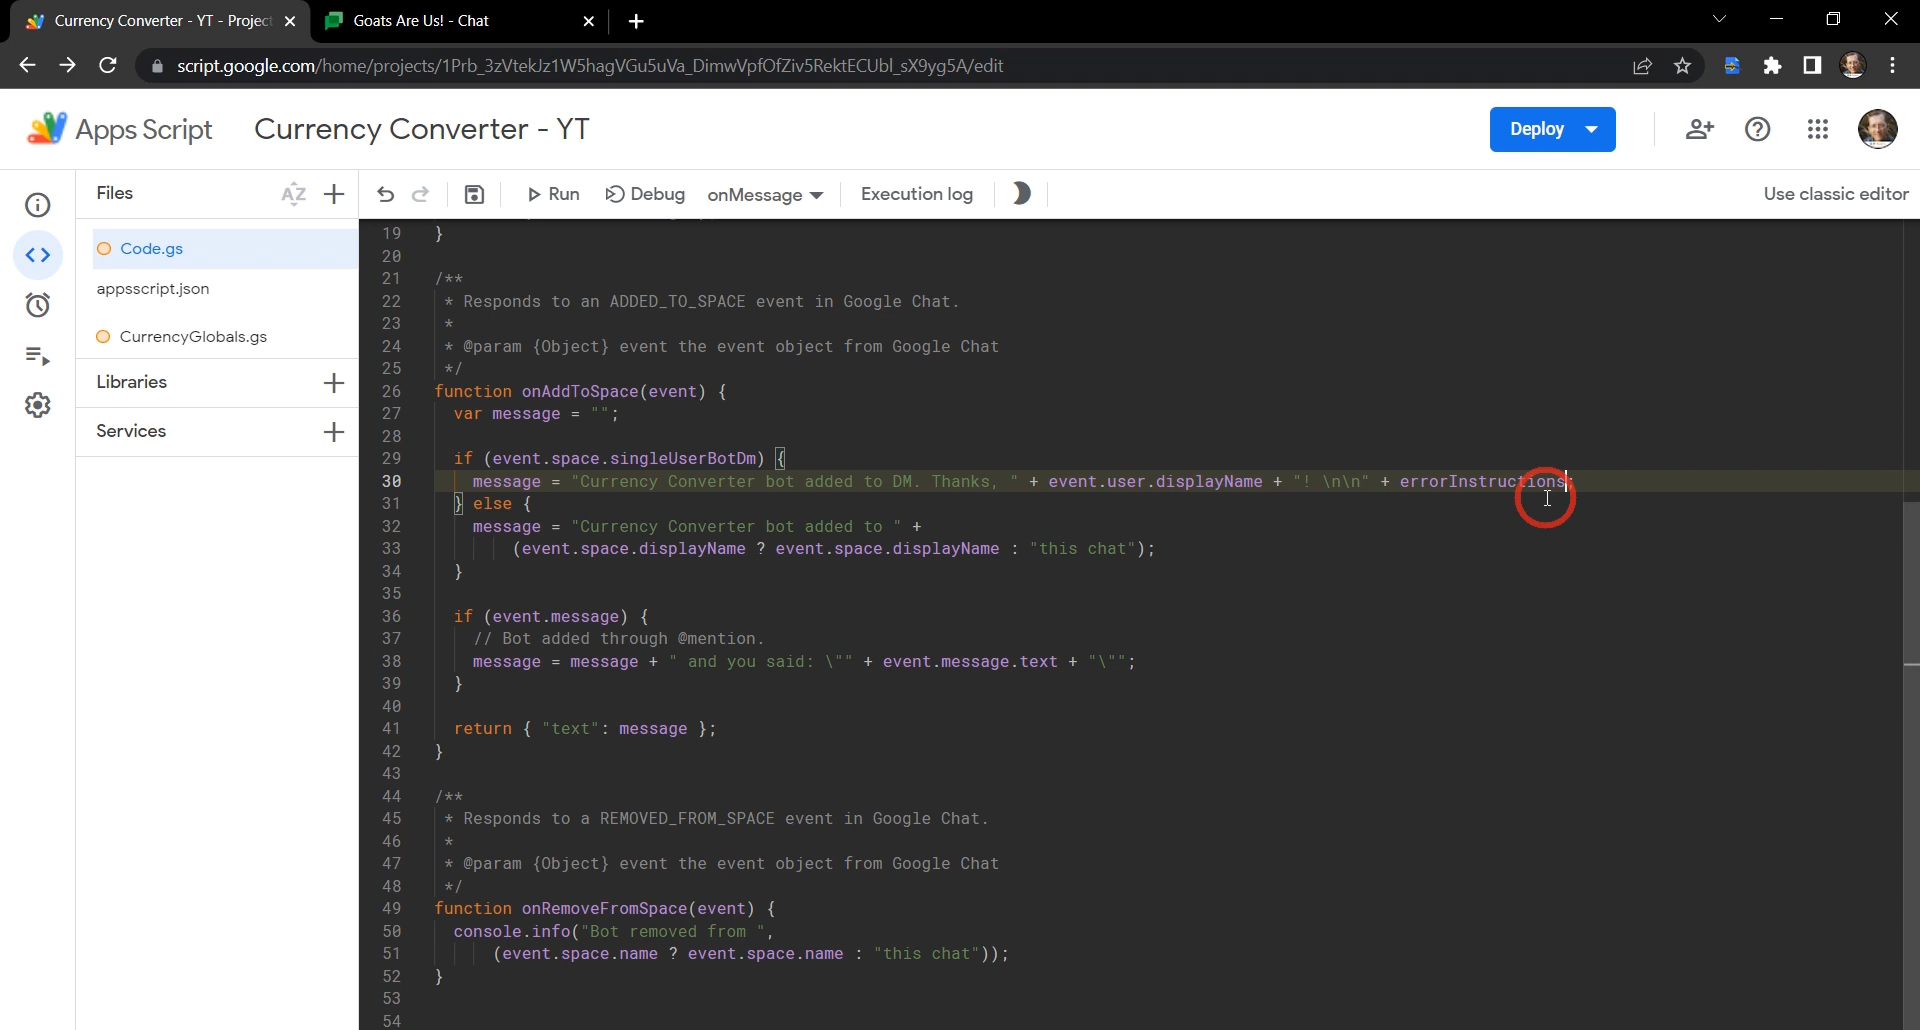 Currency Converter - YT - Projec
Goats Are Us! - Chat
script.google.com/home/projects/1Prb_3zVtekJz1W5hagVGu5uVa_DimwVpfOfZiv5RektECUbl_sX9yg5A/edit
Apps Script
Currency Converter - YT
Deploy
Files
AZ
Run
Debug
onMessage
Execution log
Use classic editor
Code.gs
appsscript.json
CurrencyGlobals.gs
Libraries
Services
19 }
20
21 /**
22 * Responds to an ADDED_TO_SPACE event in Google Chat.
23 *
24 * @param {Object} event the event object from Google Chat
25 */
26 function onAddToSpace(event) {
27 var message = "";
28
29 if (event.space.singleUserBotDm) {
30 message = "Currency Converter bot added to DM. Thanks, " + event.user.displayName + "! \n\n" + errorInstructions;
31 } else {
32 message = "Currency Converter bot added to " +
33 (event.space.displayName ? event.space.displayName : "this chat");
34 }
35
36 if (event.message) {
37 // Bot added through @mention.
38 message = message + " and you said: \"" + event.message.text + "\"";
39 }
40
41 return { "text": message };
42 }
43
44 /**
45 * Responds to a REMOVED_FROM_SPACE event in Google Chat.
46 *
47 * @param {Object} event the event object from Google Chat
48 */
49 function onRemoveFromSpace(event) {
50 console.info("Bot removed from ",
51 (event.space.name ? event.space.name : "this chat"));
52 }
53
54